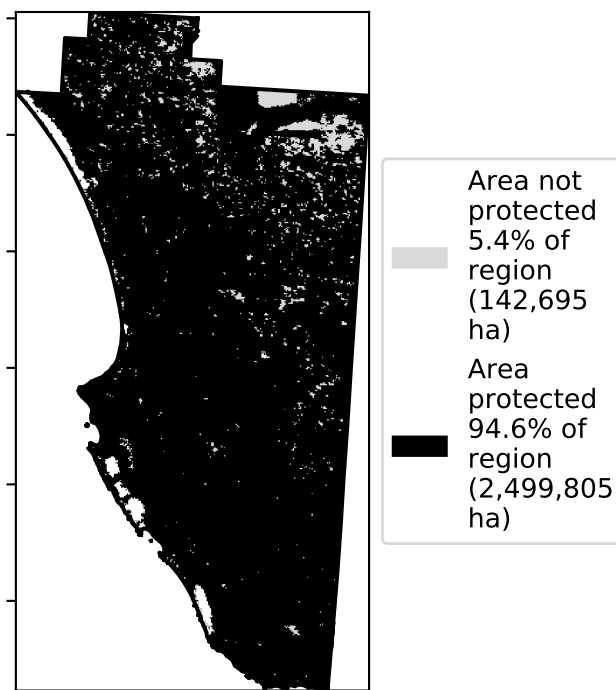 Area not
protected
5.4% of
region
(142,695
ha)
Area
protected
94.6% of
region
(2,499,805
ha)